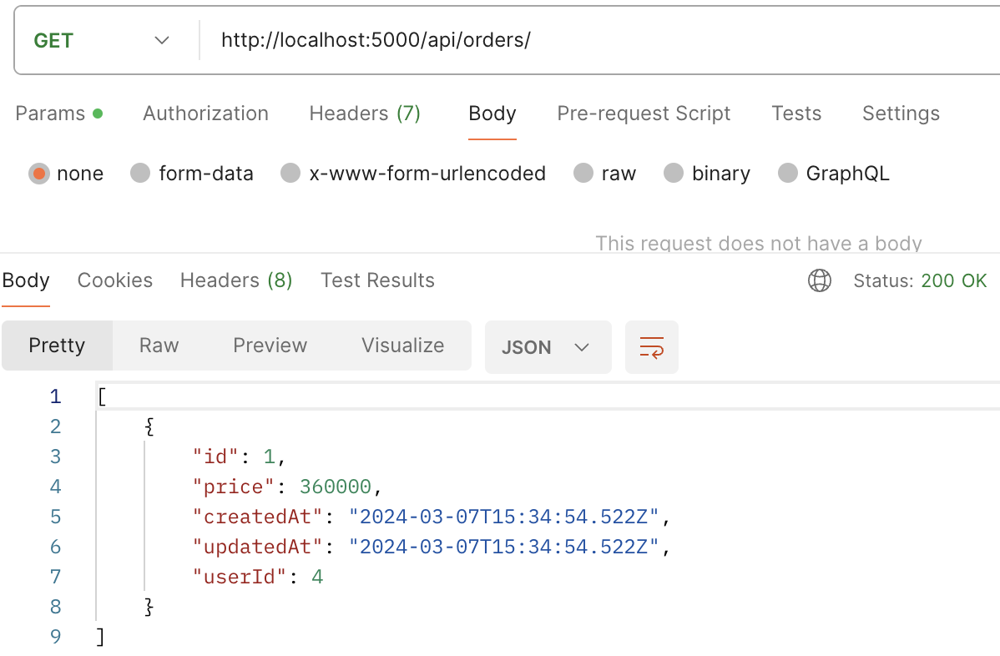 GET http://localhost:5000/api/orders/
Params Authorization Headers (7) Body Pre-request Script Tests Settings
none form-data x-www-form-urlencoded raw binary GraphQL
This request does not have a body
Body Cookies Headers (8) Test Results Status: 200 OK
Pretty Raw Preview Visualize JSON
1 [
2 {
3 "id": 1,
4 "price": 360000,
5 "createdAt": "2024-03-07T15:34:54.522Z",
6 "updatedAt": "2024-03-07T15:34:54.522Z",
7 "userId": 4
8 }
9 ]